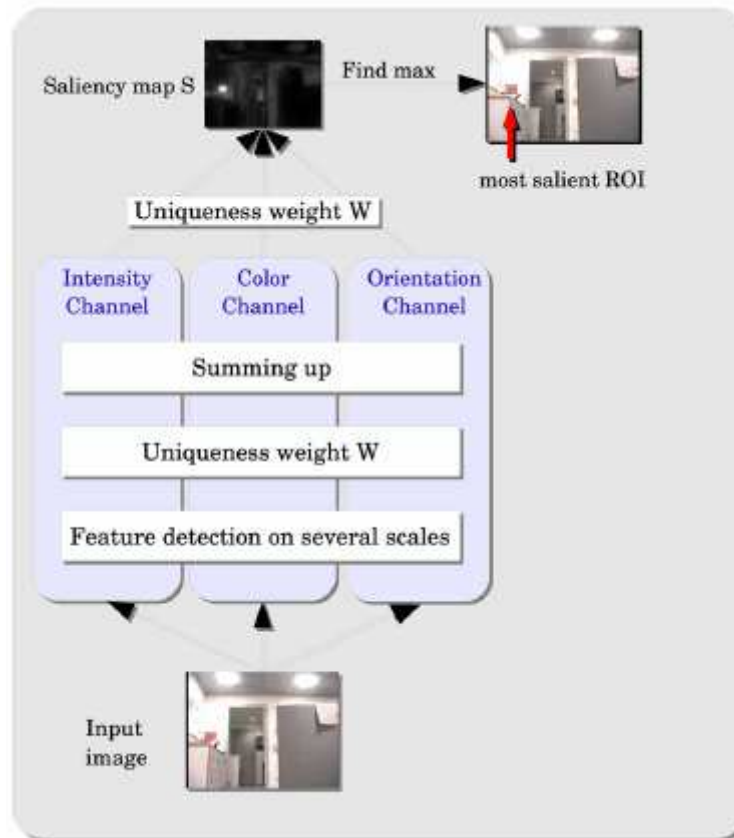 Saliency map S
Find max
most salient ROI
Uniqueness weight W
Intensity
Channel
Color
Channel
Orientation
Channel
Summing up
Uniqueness weight W
Feature detection on several scales
Input
image